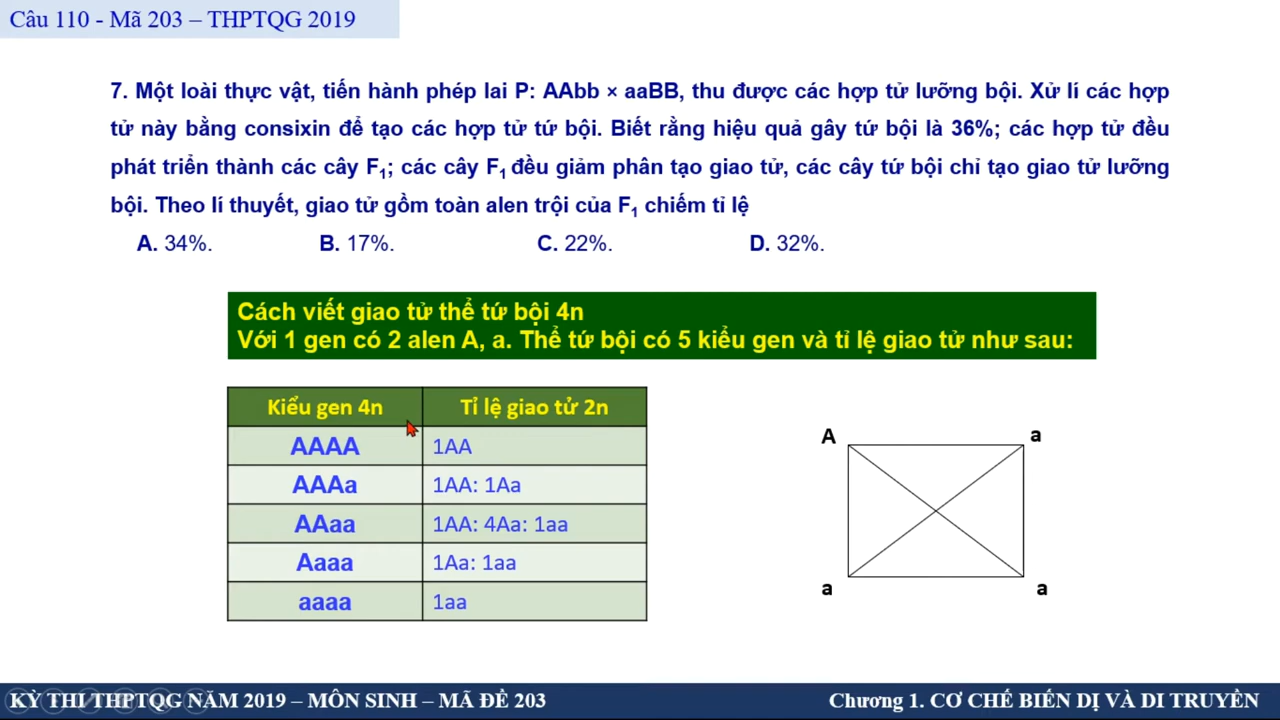 Câu 110 - Mã 203 – THPTQG 2019
7. Một loài thực vật, tiến hành phép lai P: AAbb × aaBB, thu được các hợp tử lưỡng bội. Xử lí các hợp
tử này bằng consixin để tạo các hợp tử tứ bội. Biết rằng hiệu quả gây tứ bội là 36%; các hợp tử đều
phát triển thành các cây F1; các cây F1 đều giảm phân tạo giao tử, các cây tứ bội chỉ tạo giao tử lưỡng
bội. Theo lí thuyết, giao tử gồm toàn alen trội của F1 chiếm tỉ lệ
A. 34%. B. 17%. C. 22%. D. 32%.
Cách viết giao tử thể tứ bội 4n
Với 1 gen có 2 alen A, a. Thể tứ bội có 5 kiểu gen và tỉ lệ giao tử như sau:
Kiểu gen 4n Tỉ lệ giao tử 2n
AAAA 1AA
AAAa 1AA: 1Aa
AAaa 1AA: 4Aa: 1aa
Aaaa 1Aa: 1aa
aaaa 1aa
A a
a a
KỲ THI THPTQG NĂM 2019 – MÔN SINH – MÃ ĐỀ 203 Chương 1. CƠ CHẾ BIẾN DỊ VÀ DI TRUYỀN